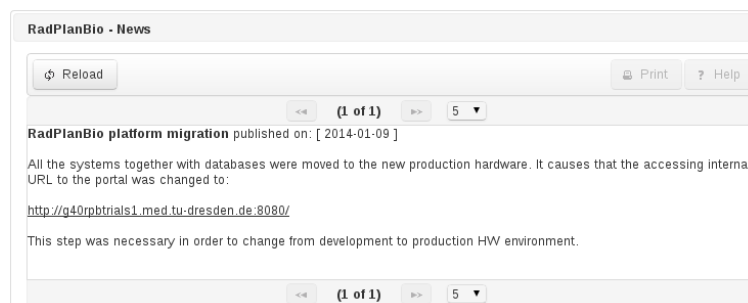 RadPlanBio - News
Reload Print ? Help
(1 of 1) 5
RadPlanBio platform migration published on: [ 2014-01-09 ]
All the systems together with databases were moved to the new production hardware. It causes that the accessing interna
URL to the portal was changed to:
http://g40rpbtrials1.med.tu-dresden.de:8080/
This step was necessary in order to change from development to production HW environment.
(1 of 1) 5